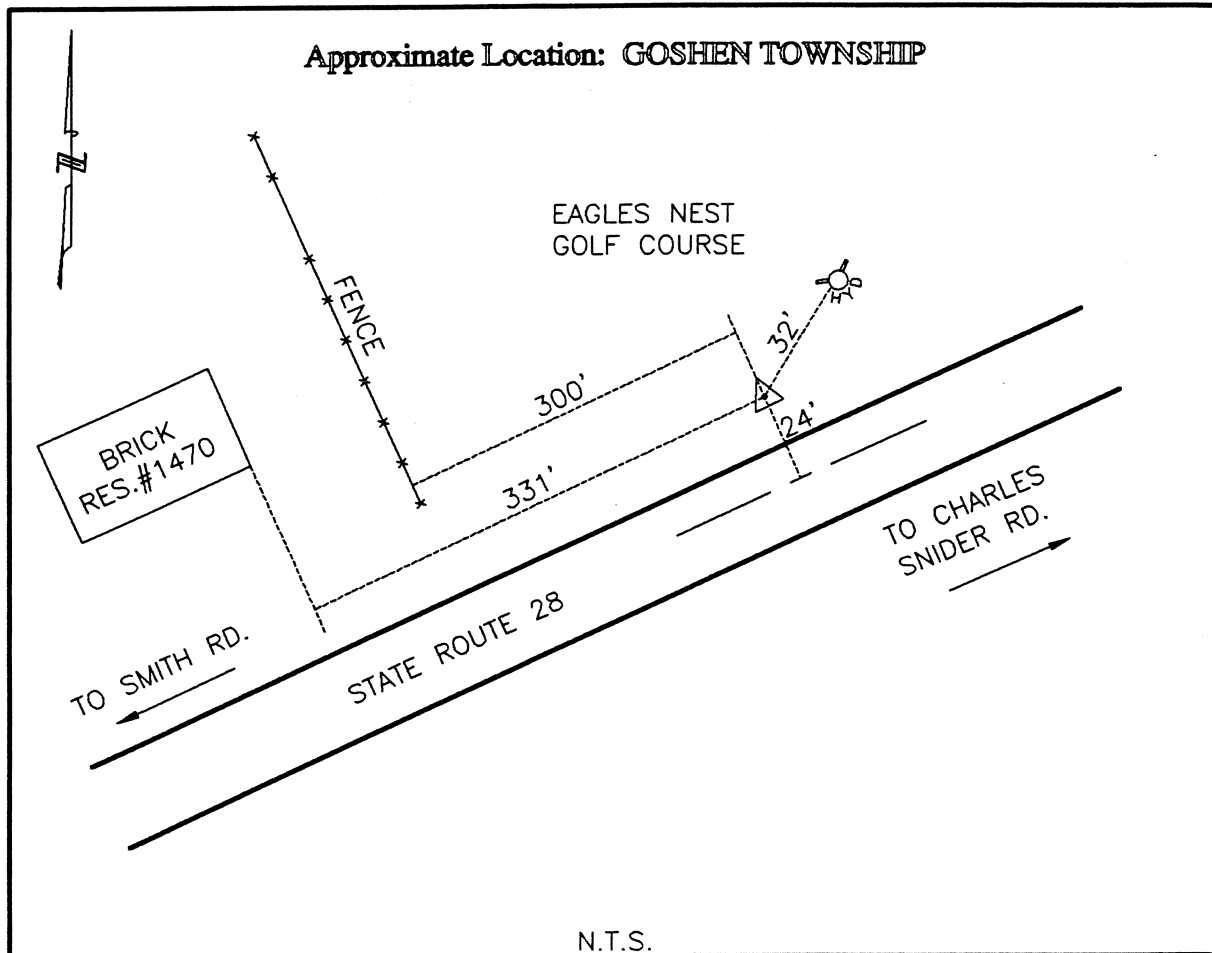 Approximate Location: GOSHEN TOWNSHIP
N
EAGLES NEST
GOLF COURSE
HYD
FENCE
32'
300'
24'
331'
BRICK
RES.#1470
TO CHARLES
SNIDER RD.
STATE ROUTE 28
TO SMITH RD.
N.T.S.